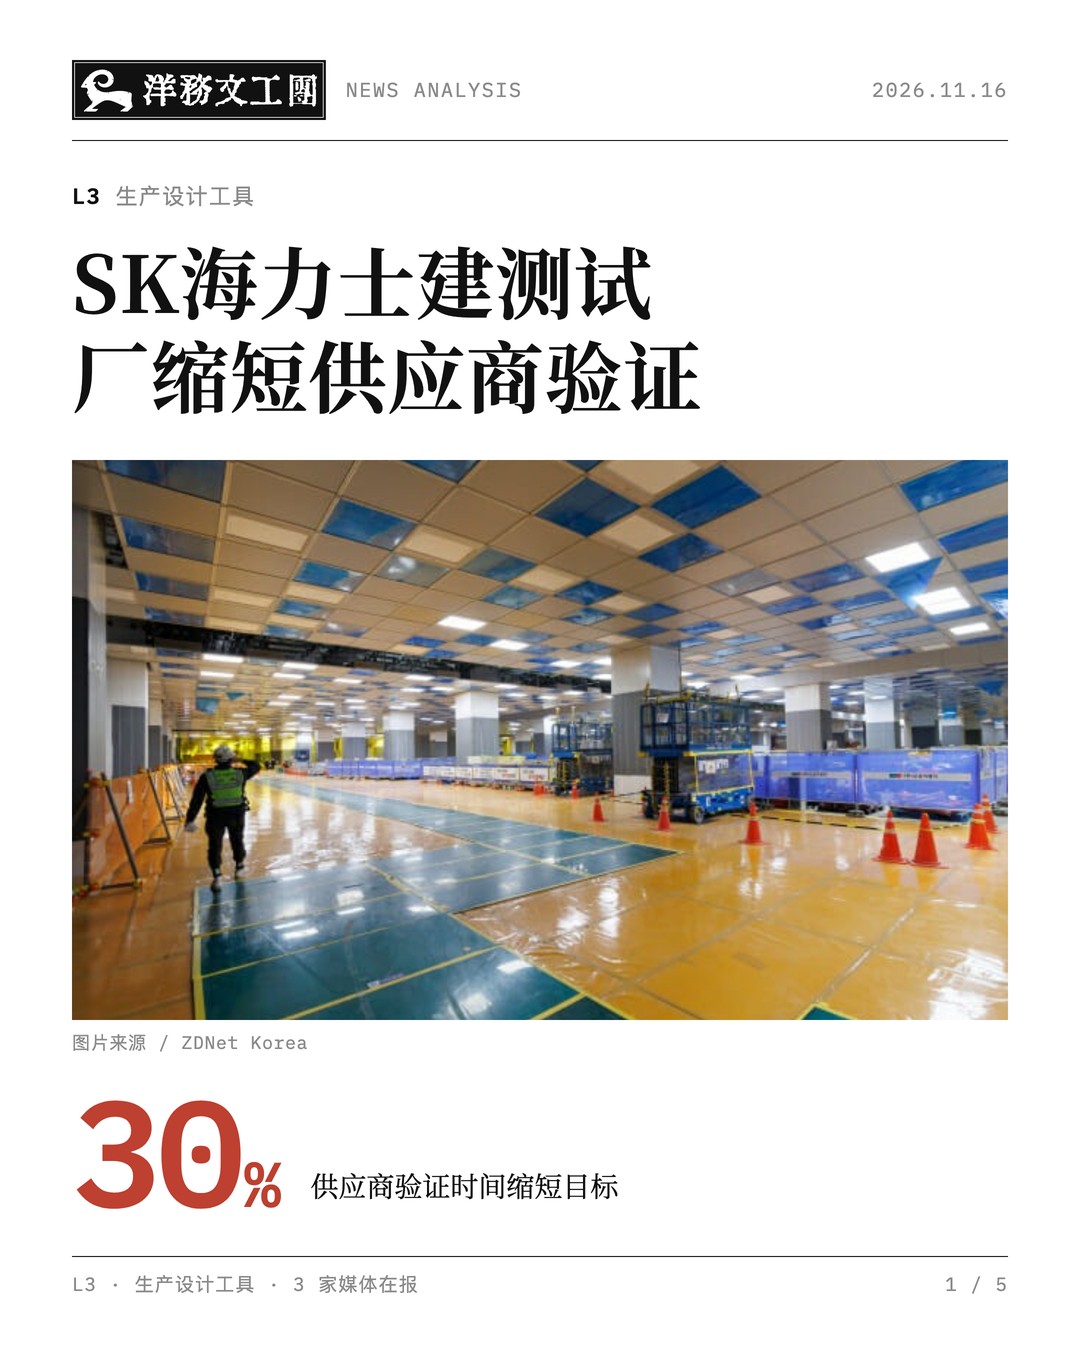 洋務文工團
NEWS ANALYSIS
2026.11.16
L3 生产设计工具
SK海力士建测试
厂缩短供应商验证
图片来源 / ZDNet Korea
30%
供应商验证时间缩短目标
L3 · 生产设计工具 · 3 家媒体在报
1 / 5